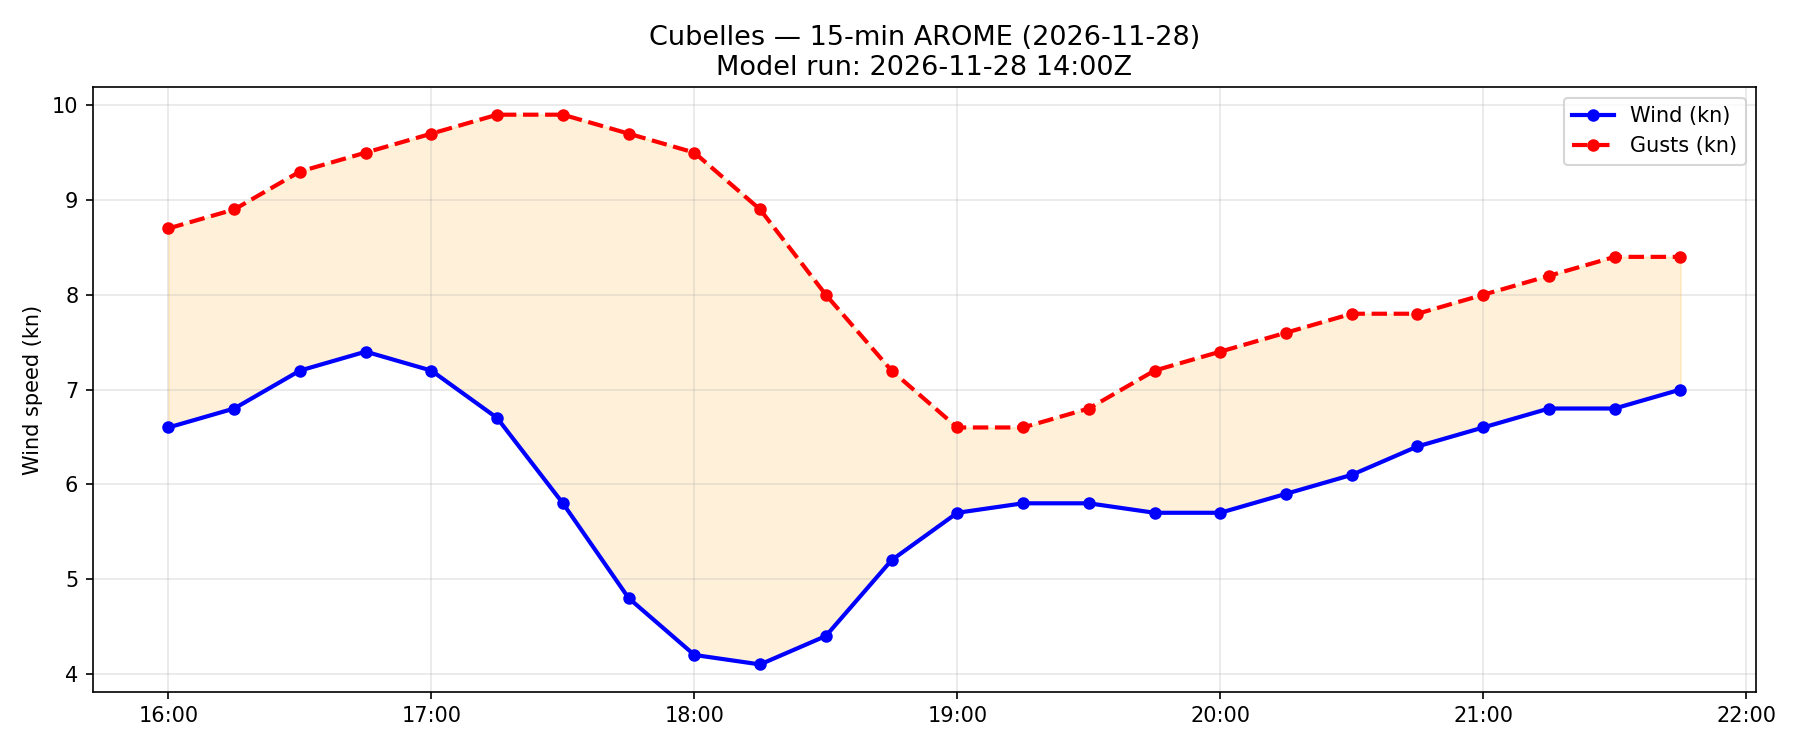 Cubelles — 15-min AROME (2026-11-28)
Model run: 2026-11-28 14:00Z
Wind (kn)
Gusts (kn)
Wind speed (kn)
10
9
8
7
6
5
4
16:00
17:00
18:00
19:00
20:00
21:00
22:00